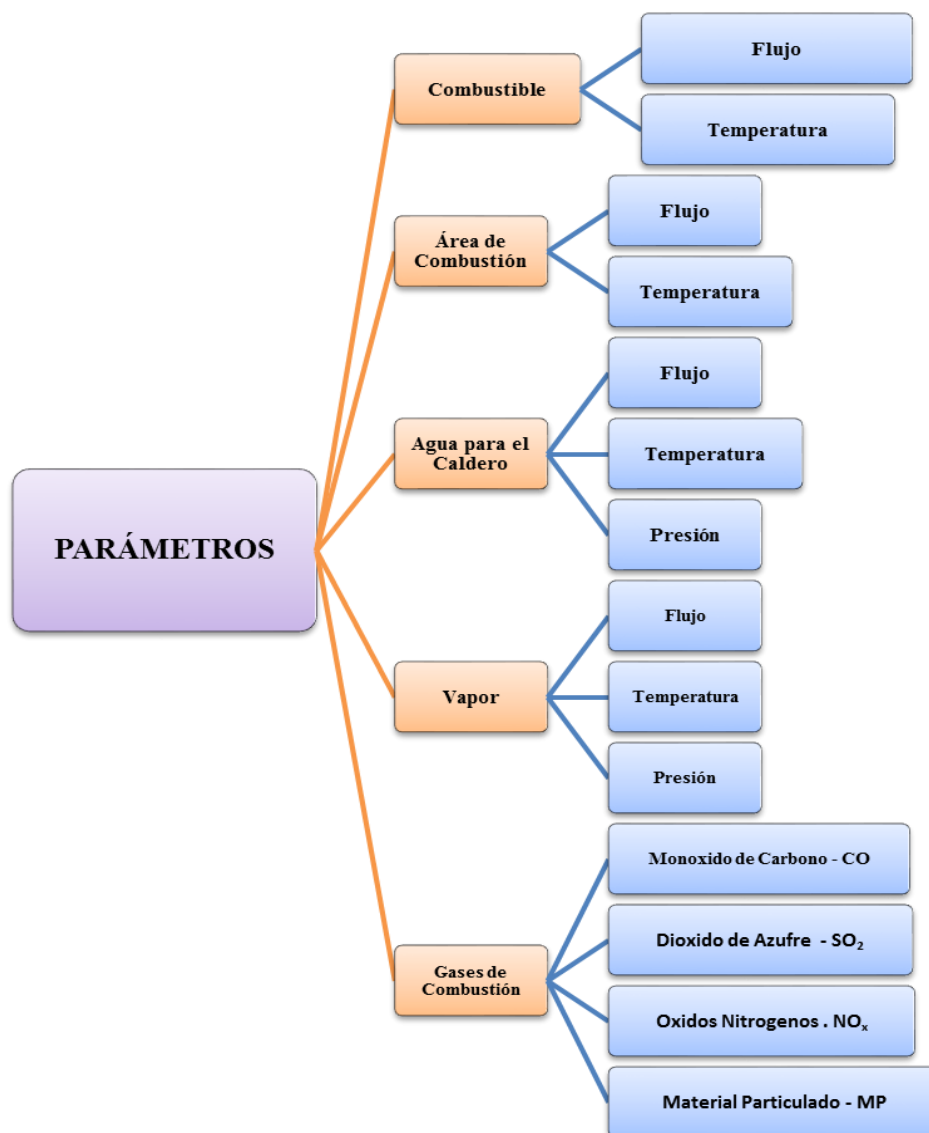 PARÁMETROS
Combustible
Flujo
Temperatura
Área de
Combustión
Flujo
Temperatura
Agua para el
Caldero
Flujo
Temperatura
Presión
Vapor
Flujo
Temperatura
Presión
Gases de
Combustión
Monoxido de Carbono - CO
Dioxido de Azufre - SO₂
Oxidos Nitrogenos . NOₓ
Material Particulado - MP